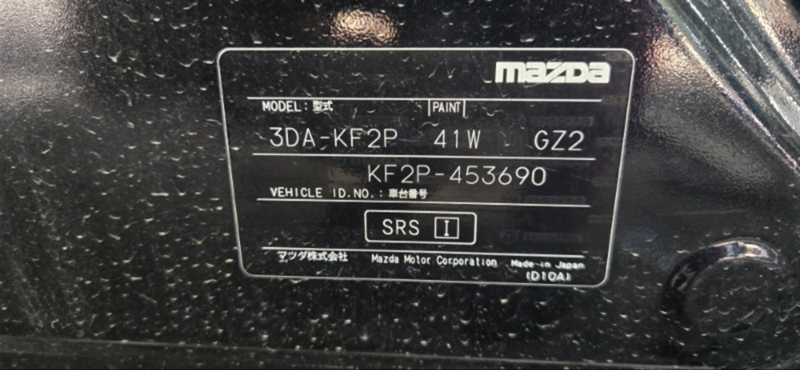 mazda
MODEL: 型式 PAINT
3DA-KF2P 41W GZ2
KF2P-453690
VEHICLE ID.NO.: 車台番号
SRS I
マツダ株式会社 Mazda Motor Corporation Made in Japan
(D10A)